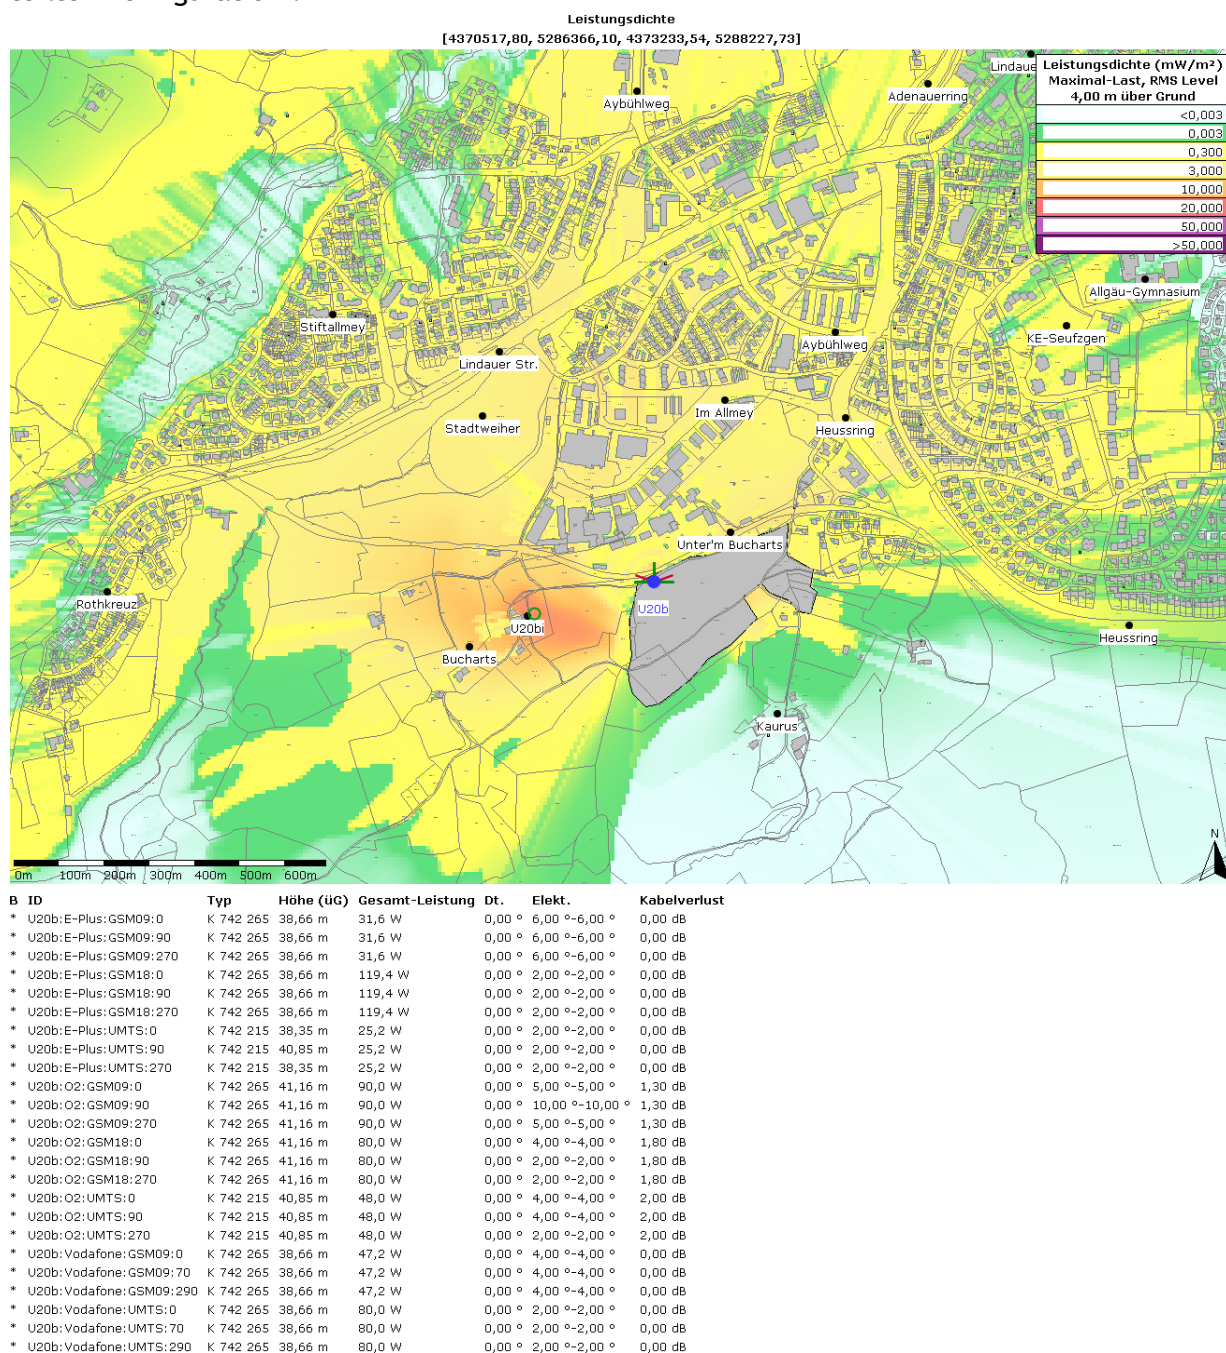 Leistungsdichte
[4370517,80, 5286366,10, 4373233,54, 5288227,73]
Leistungsdichte (mW/m²)
Maximal-Last, RMS Level
4,00 m über Grund
<0,003
0,003
0,300
3,000
10,000
20,000
50,000
>50,000
Aybühlweg
Adenauerring
Allgäu-Gymnasium
Stiftallmey
KE-Seufzgen
Aybühlweg
Lindauer Str.
Im Allmey
Stadtweiher
Heussring
Unter'm Bucharts
Rothkreuz
U20b
U20bi
Heussring
Bucharts
Kaurus
N
0m 100m 200m 300m 400m 500m 600m
B ID Typ Höhe (üG) Gesamt-Leistung Dt. Elekt. Kabelverlust
* U20b:E-Plus:GSM09:0 K 742 265 38,66 m 31,6 W 0,00 ° 6,00 °-6,00 ° 0,00 dB
* U20b:E-Plus:GSM09:90 K 742 265 38,66 m 31,6 W 0,00 ° 6,00 °-6,00 ° 0,00 dB
* U20b:E-Plus:GSM09:270 K 742 265 38,66 m 31,6 W 0,00 ° 6,00 °-6,00 ° 0,00 dB
* U20b:E-Plus:GSM18:0 K 742 265 38,66 m 119,4 W 0,00 ° 2,00 °-2,00 ° 0,00 dB
* U20b:E-Plus:GSM18:90 K 742 265 38,66 m 119,4 W 0,00 ° 2,00 °-2,00 ° 0,00 dB
* U20b:E-Plus:GSM18:270 K 742 265 38,66 m 119,4 W 0,00 ° 2,00 °-2,00 ° 0,00 dB
* U20b:E-Plus:UMTS:0 K 742 215 38,35 m 25,2 W 0,00 ° 2,00 °-2,00 ° 0,00 dB
* U20b:E-Plus:UMTS:90 K 742 215 40,85 m 25,2 W 0,00 ° 2,00 °-2,00 ° 0,00 dB
* U20b:E-Plus:UMTS:270 K 742 215 38,35 m 25,2 W 0,00 ° 2,00 °-2,00 ° 0,00 dB
* U20b:O2:GSM09:0 K 742 265 41,16 m 90,0 W 0,00 ° 5,00 °-5,00 ° 1,30 dB
* U20b:O2:GSM09:90 K 742 265 41,16 m 90,0 W 0,00 ° 10,00 °-10,00 ° 1,30 dB
* U20b:O2:GSM09:270 K 742 265 41,16 m 90,0 W 0,00 ° 5,00 °-5,00 ° 1,30 dB
* U20b:O2:GSM18:0 K 742 265 41,16 m 80,0 W 0,00 ° 4,00 °-4,00 ° 1,80 dB
* U20b:O2:GSM18:90 K 742 265 41,16 m 80,0 W 0,00 ° 2,00 °-2,00 ° 1,80 dB
* U20b:O2:GSM18:270 K 742 265 41,16 m 80,0 W 0,00 ° 2,00 °-2,00 ° 1,80 dB
* U20b:O2:UMTS:0 K 742 215 40,85 m 48,0 W 0,00 ° 4,00 °-4,00 ° 2,00 dB
* U20b:O2:UMTS:90 K 742 215 40,85 m 48,0 W 0,00 ° 4,00 °-4,00 ° 2,00 dB
* U20b:O2:UMTS:270 K 742 215 40,85 m 48,0 W 0,00 ° 2,00 °-2,00 ° 2,00 dB
* U20b:Vodafone:GSM09:0 K 742 265 38,66 m 47,2 W 0,00 ° 4,00 °-4,00 ° 0,00 dB
* U20b:Vodafone:GSM09:70 K 742 265 38,66 m 47,2 W 0,00 ° 4,00 °-4,00 ° 0,00 dB
* U20b:Vodafone:GSM09:290 K 742 265 38,66 m 47,2 W 0,00 ° 4,00 °-4,00 ° 0,00 dB
* U20b:Vodafone:UMTS:0 K 742 265 38,66 m 80,0 W 0,00 ° 2,00 °-2,00 ° 0,00 dB
* U20b:Vodafone:UMTS:70 K 742 265 38,66 m 80,0 W 0,00 ° 2,00 °-2,00 ° 0,00 dB
* U20b:Vodafone:UMTS:290 K 742 265 38,66 m 80,0 W 0,00 ° 2,00 °-2,00 ° 0,00 dB